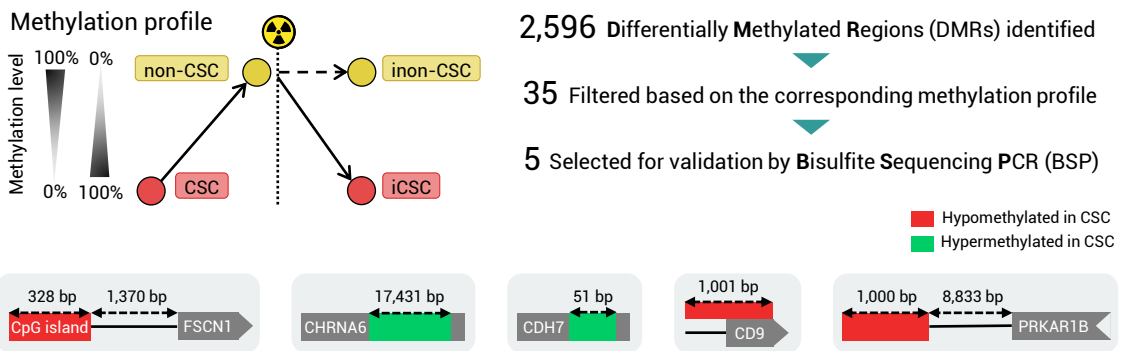 Methylation profile
Methylation level
100% 0%
0% 100%
non-CSC
inon-CSC
CSC
iCSC
2,596 Differentially Methylated Regions (DMRs) identified
35 Filtered based on the corresponding methylation profile
5 Selected for validation by Bisulfite Sequencing PCR (BSP)
Hypomethylated in CSC
Hypermethylated in CSC
328 bp 1,370 bp
CpG island FSCN1
17,431 bp
CHRNA6
51 bp
CDH7
1,001 bp
CD9
1,000 bp 8,833 bp
PRKAR1B